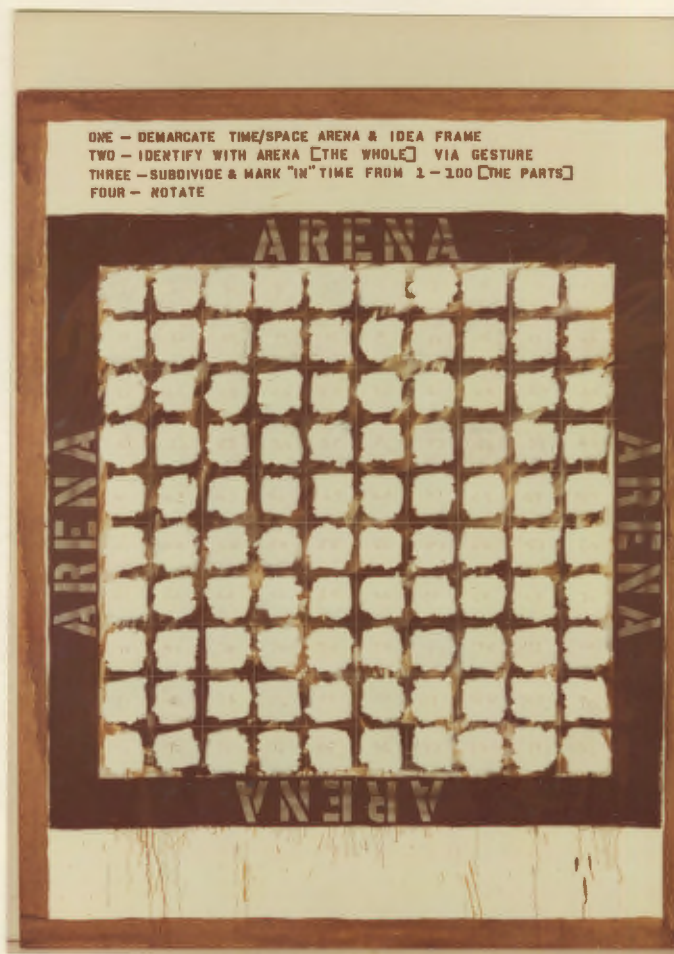 ONE — DEMARCATE TIME/SPACE ARENA & IDEA FRAME
TWO — IDENTIFY WITH ARENA [THE WHOLE] VIA GESTURE
THREE — SUBDIVIDE & MARK "IN" TIME FROM 1 — 100 [THE PARTS]
FOUR — NOTATE
ARENA
ARENA
ARENA
ARENA